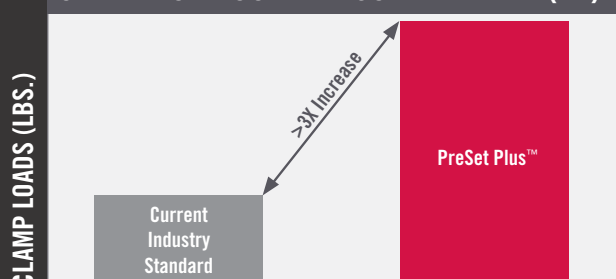 CLAMP LOADS (LBS.)
>3X Increase
PreSet Plus™
Current
Industry
Standard